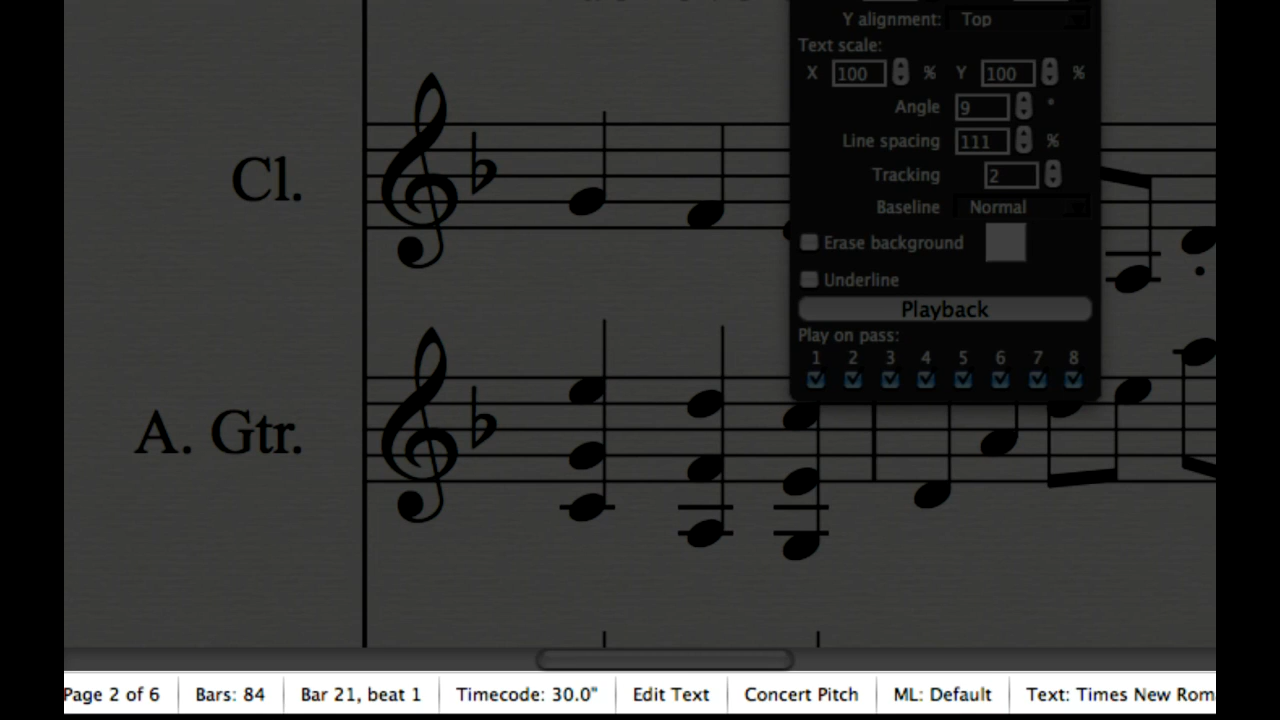 Y alignment: Top
Text scale:
X 100 % Y 100 %
Angle 9 °
Line spacing 111 %
Tracking 2
Baseline Normal
Erase background
Underline
Playback
Play on pass:
1 2 3 4 5 6 7 8
Cl.
A. Gtr.
Page 2 of 6 Bars: 84 Bar 21, beat 1 Timecode: 30.0" Edit Text Concert Pitch ML: Default Text: Times New Rom